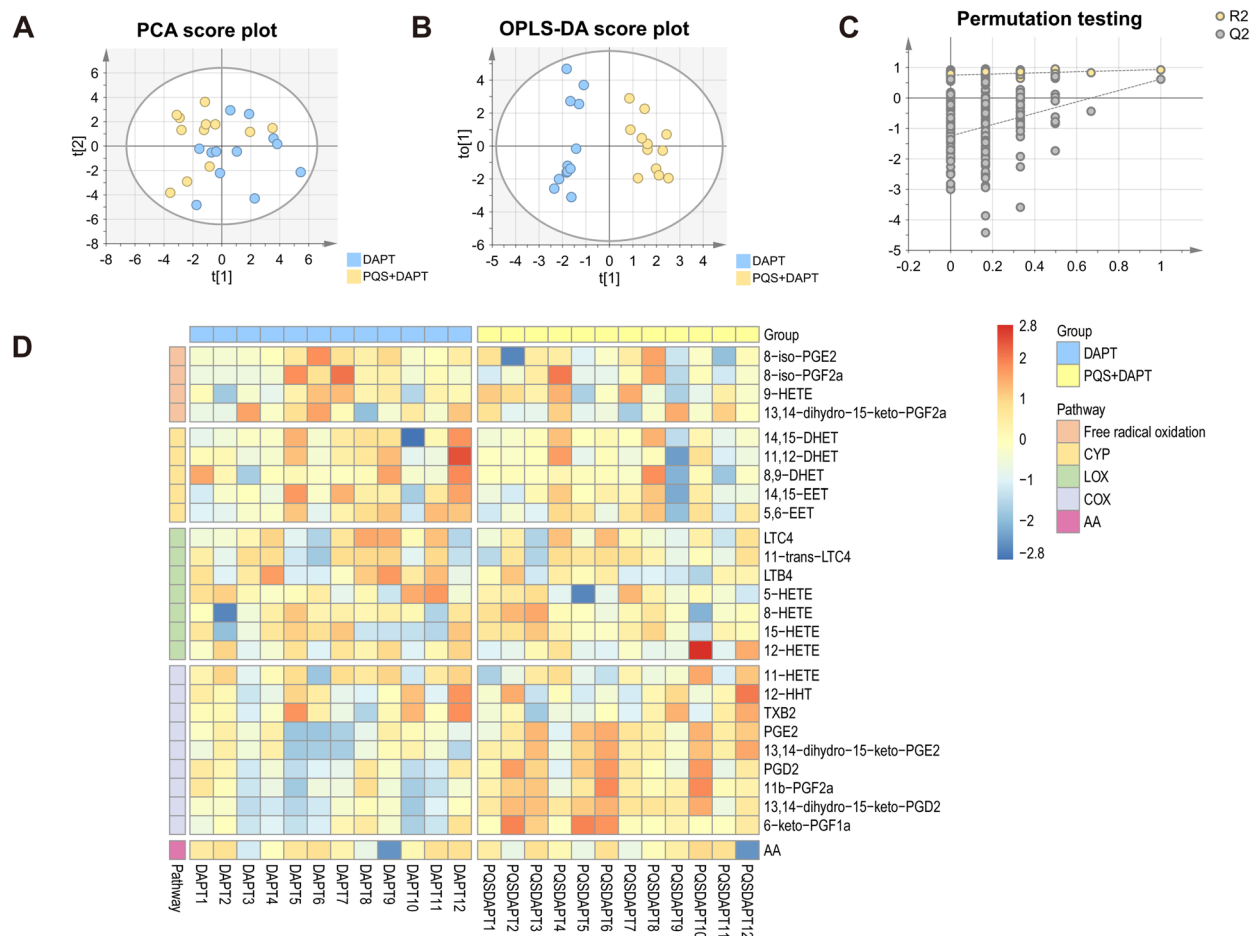 A
PCA score plot
t[2]
6
4
2
0
-2
-4
-6
-8
-8
-6
-4
-2
0
2
4
6
t[1]
DAPT
PQS+DAPT
B
OPLS-DA score plot
to[1]
4
2
0
-2
-4
-6
-5
-4
-3
-2
-1
0
1
2
3
4
t[1]
DAPT
PQS+DAPT
C
Permutation testing
R2
Q2
1
0
-1
-2
-3
-4
-5
-0.2
0
0.2
0.4
0.6
0.8
1
D
Group
8−iso−PGE2
8−iso−PGF2a
9−HETE
13,14−dihydro−15−keto−PGF2a
14,15−DHET
11,12−DHET
8,9−DHET
14,15−EET
5,6−EET
LTC4
11−trans−LTC4
LTB4
5−HETE
8−HETE
15−HETE
12−HETE
11−HETE
12−HHT
TXB2
PGE2
13,14−dihydro−15−keto−PGE2
PGD2
11b−PGF2a
13,14−dihydro−15−keto−PGD2
6−keto−PGF1a
AA
Pathway
DAPT1
DAPT2
DAPT3
DAPT4
DAPT5
DAPT6
DAPT7
DAPT8
DAPT9
DAPT10
DAPT11
DAPT12
PQSDAPT1
PQSDAPT2
PQSDAPT3
PQSDAPT4
PQSDAPT5
PQSDAPT6
PQSDAPT7
PQSDAPT8
PQSDAPT9
PQSDAPT10
PQSDAPT11
PQSDAPT12
2.8
2
1
0
−1
−2
−2.8
Group
DAPT
PQS+DAPT
Pathway
Free radical oxidation
CYP
LOX
COX
AA